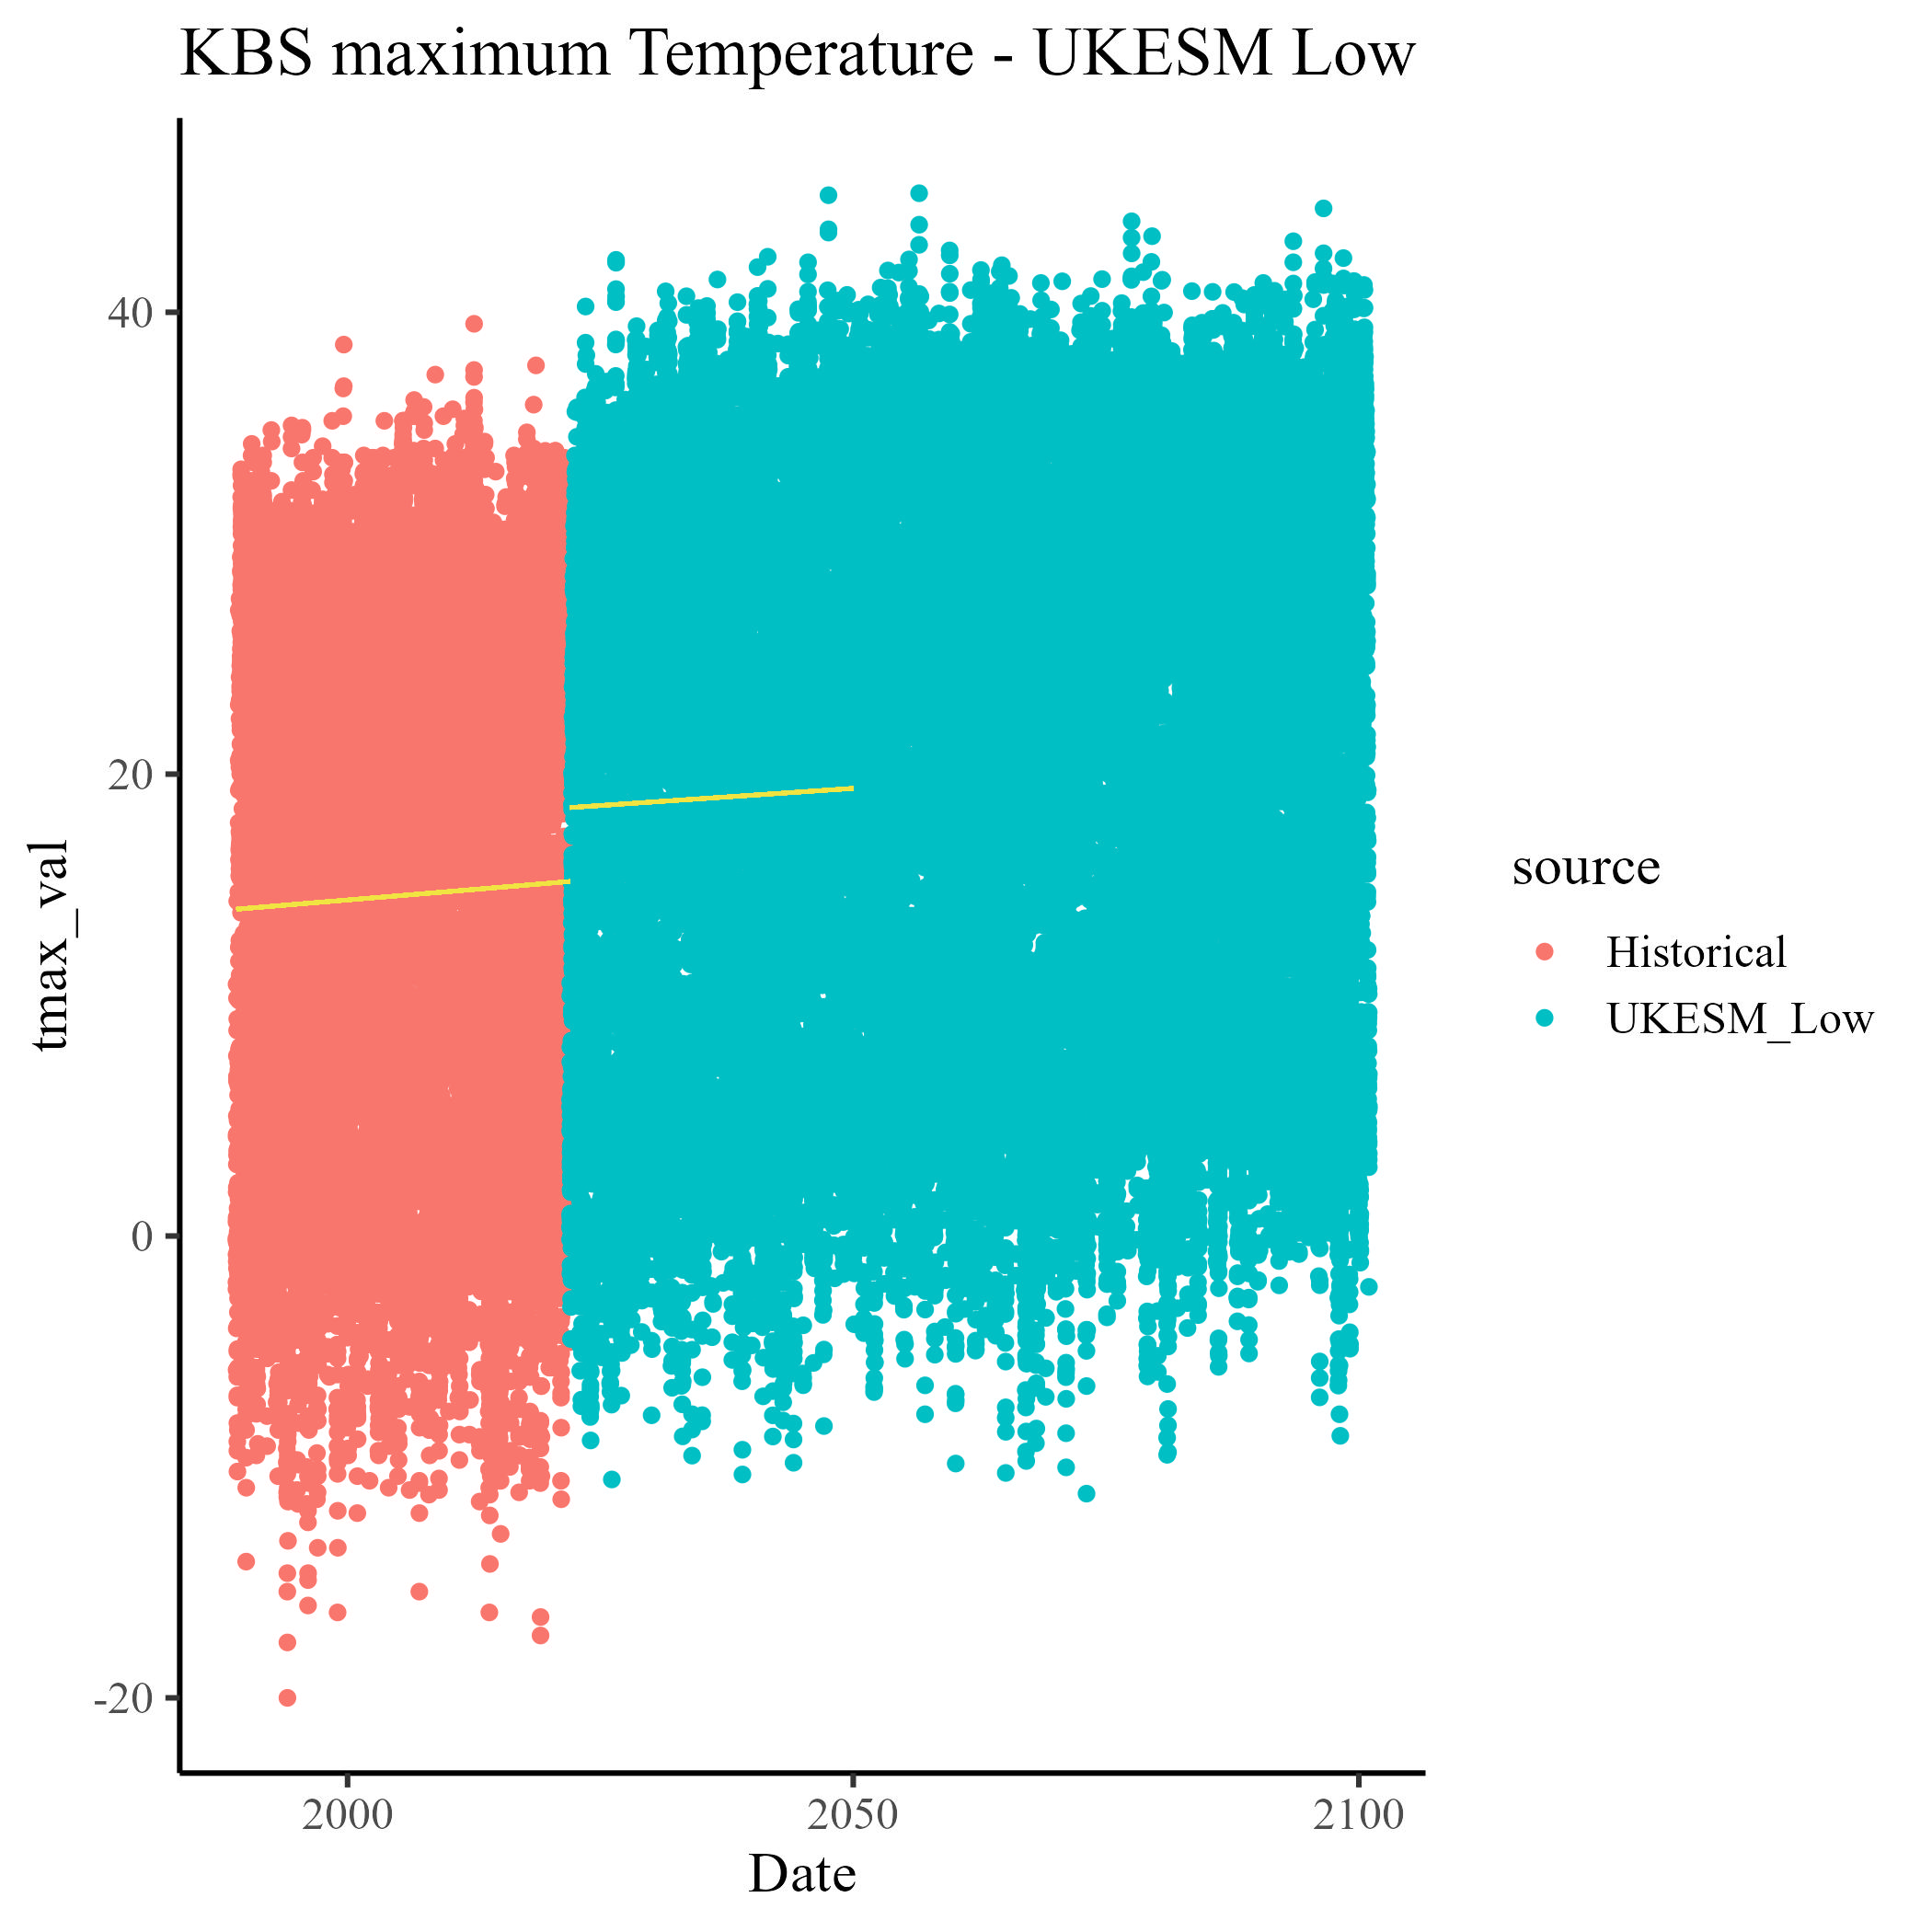 KBS maximum Temperature - UKESM Low
tmax_val
40
20
0
-20
2000
2050
2100
Date
source
Historical
UKESM_Low